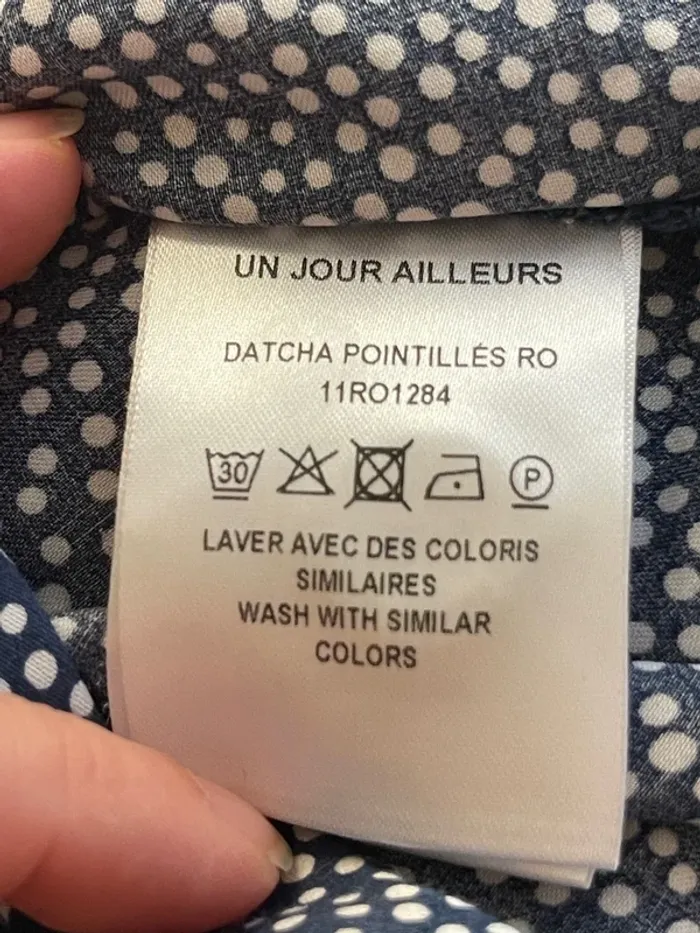 UN JOUR AILLEURS
DATCHA POINTILLÉS RO
11RO1284
30 P
LAVER AVEC DES COLORIS
SIMILAIRES
WASH WITH SIMILAR
COLORS